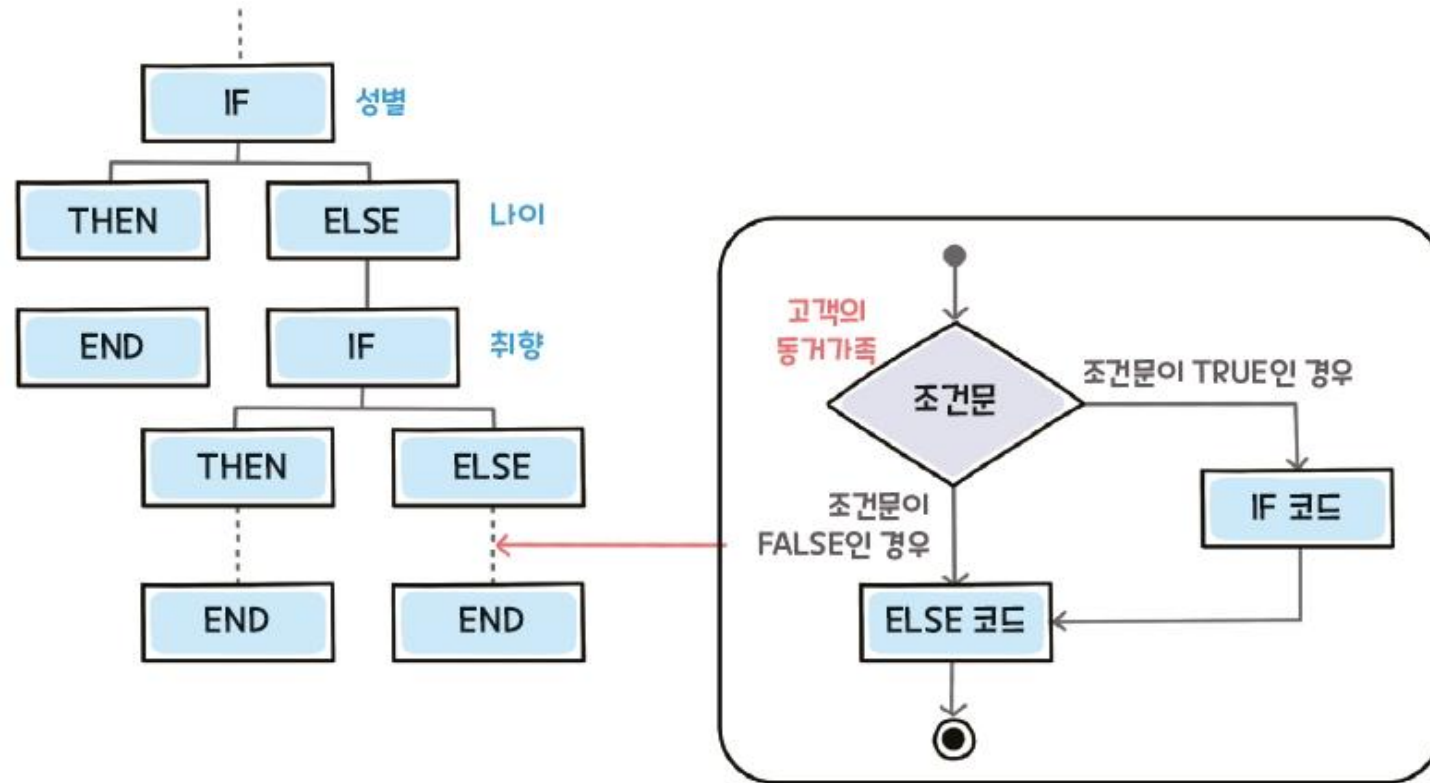 IF
성별
THEN
ELSE
나이
END
IF
취향
THEN
ELSE
END
END
고객의
동거가족
조건문
조건문이 TRUE인 경우
IF 코드
조건문이
FALSE인 경우
ELSE 코드